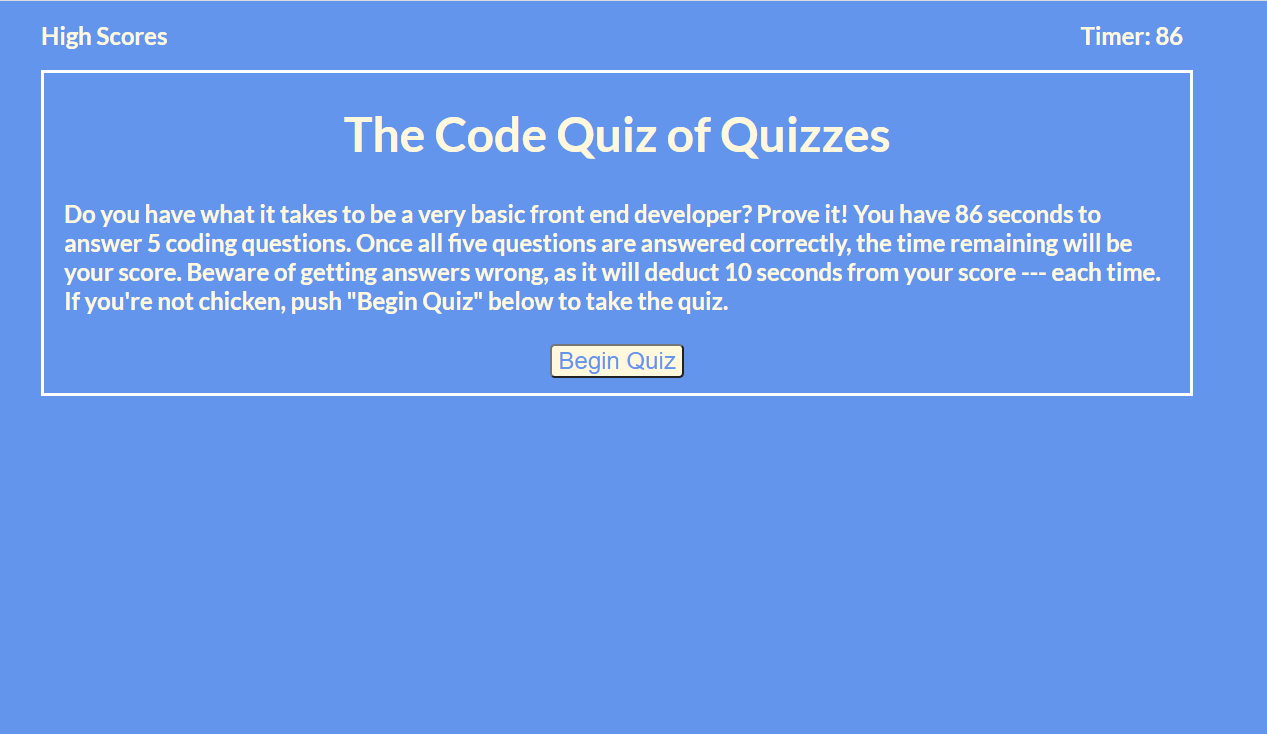 High Scores
Timer: 86
The Code Quiz of Quizzes
Do you have what it takes to be a very basic front end developer? Prove it! You have 86 seconds to
answer 5 coding questions. Once all five questions are answered correctly, the time remaining will be
your score. Beware of getting answers wrong, as it will deduct 10 seconds from your score --- each time.
If you're not chicken, push "Begin Quiz" below to take the quiz.
Begin Quiz